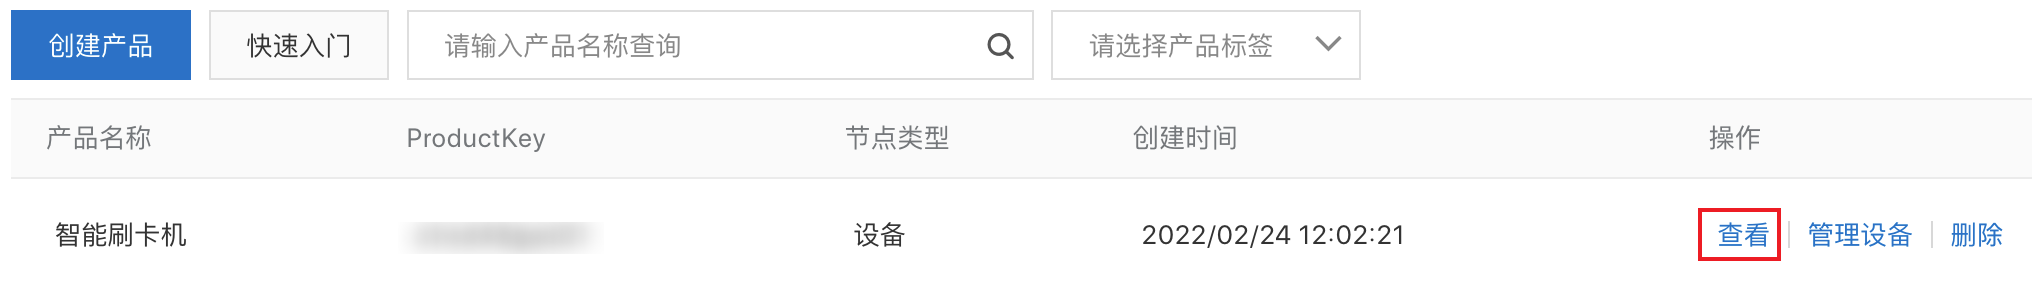 创建产品 快速入门 请输入产品名称查询 请选择产品标签
产品名称 ProductKey 节点类型 创建时间 操作
智能刷卡机 设备 2022/02/24 12:02:21 查看 管理设备 删除